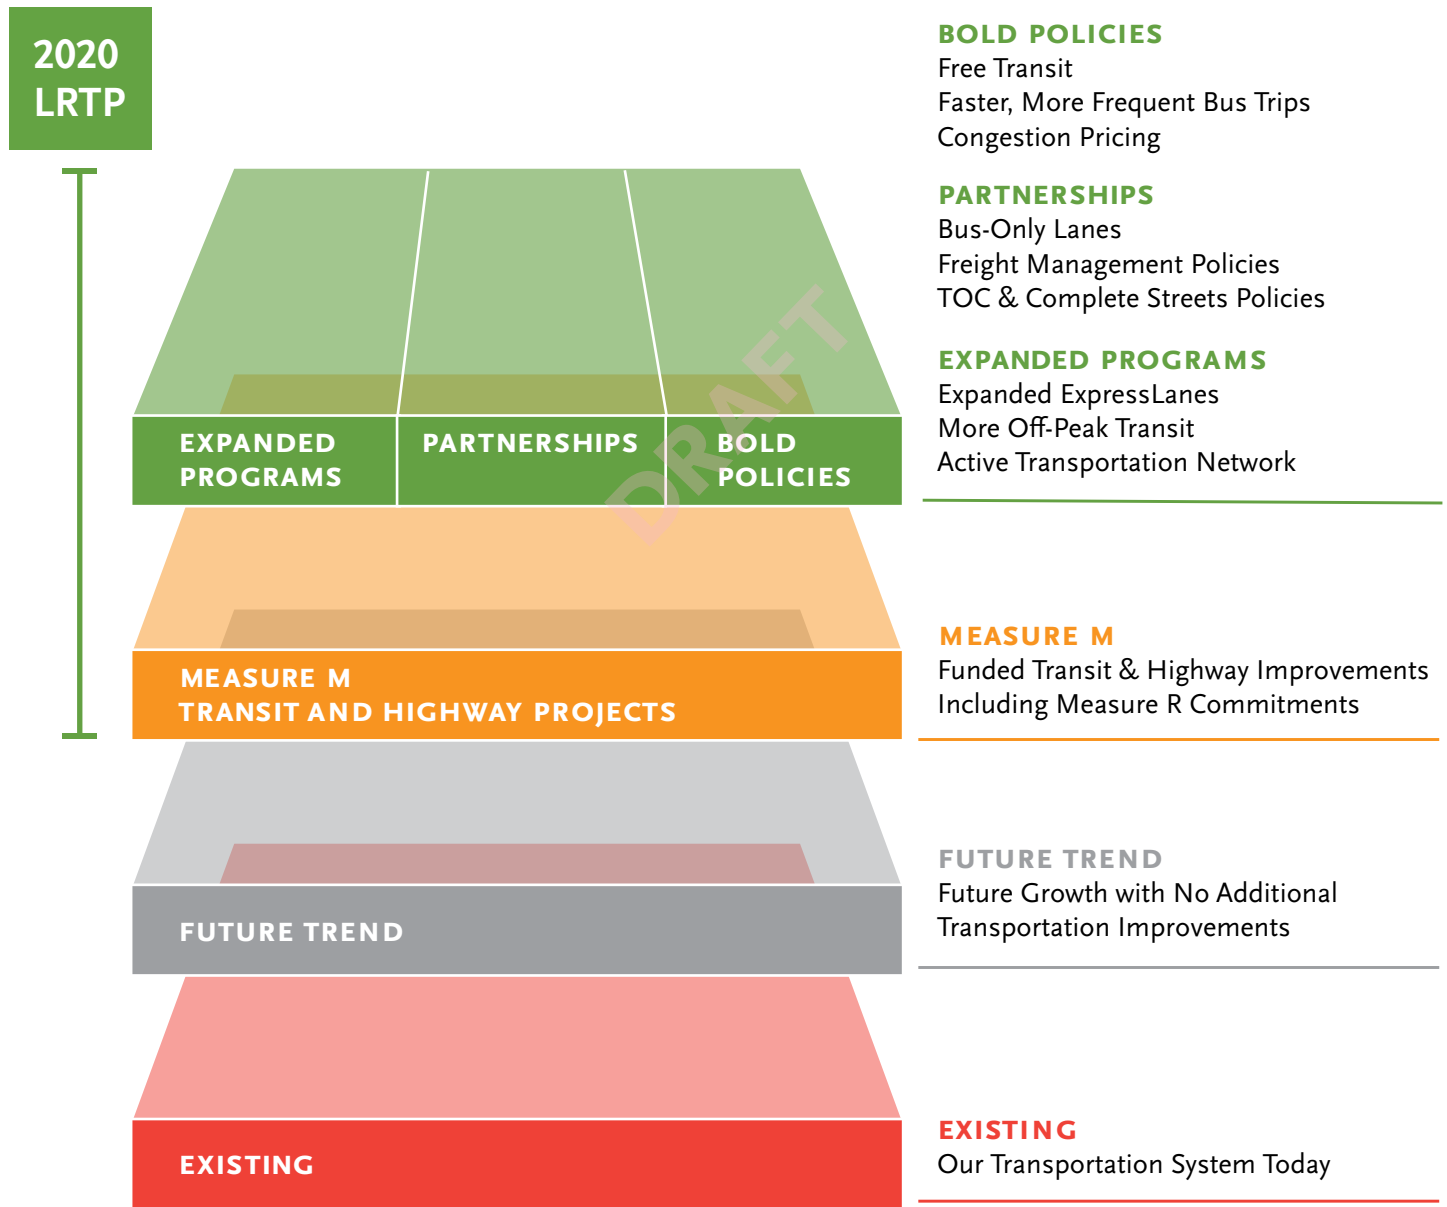 2020
LRTP
BOLD POLICIES
Free Transit
Faster, More Frequent Bus Trips
Congestion Pricing
PARTNERSHIPS
Bus-Only Lanes
Freight Management Policies
TOC & Complete Streets Policies
EXPANDED PROGRAMS
Expanded ExpressLanes
More Off-Peak Transit
Active Transportation Network
EXPANDED
PROGRAMS
PARTNERSHIPS
BOLD
POLICIES
DRAFT
MEASURE M
TRANSIT AND HIGHWAY PROJECTS
MEASURE M
Funded Transit & Highway Improvements
Including Measure R Commitments
FUTURE TREND
FUTURE TREND
Future Growth with No Additional
Transportation Improvements
EXISTING
EXISTING
Our Transportation System Today